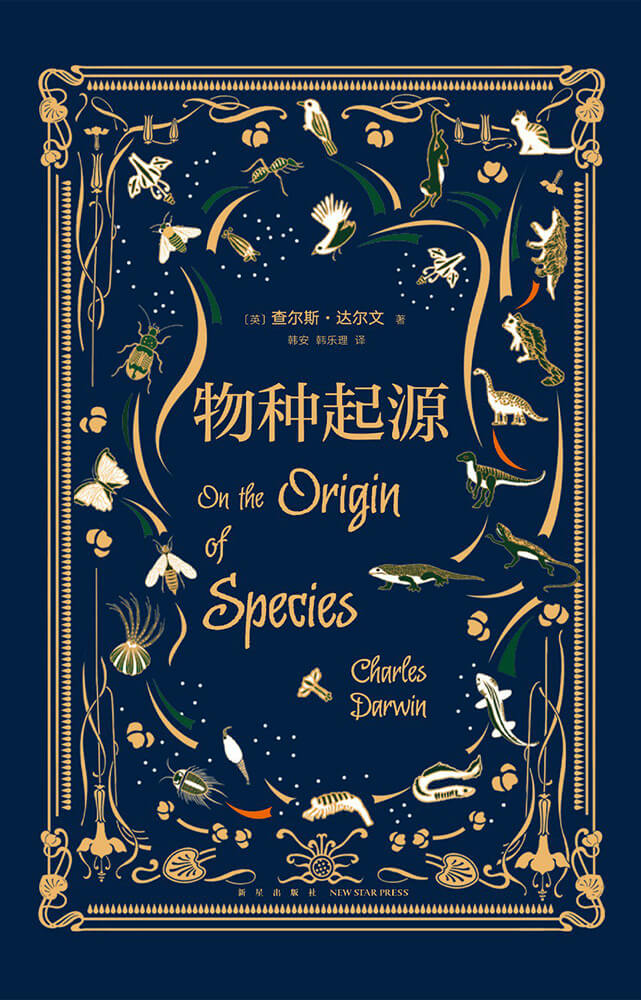 ［英］查尔斯·达尔文 著
韩安 韩乐理 译
物种起源
On the Origin
of
Species
Charles
Darwin
新星出版社 NEW STAR PRESS